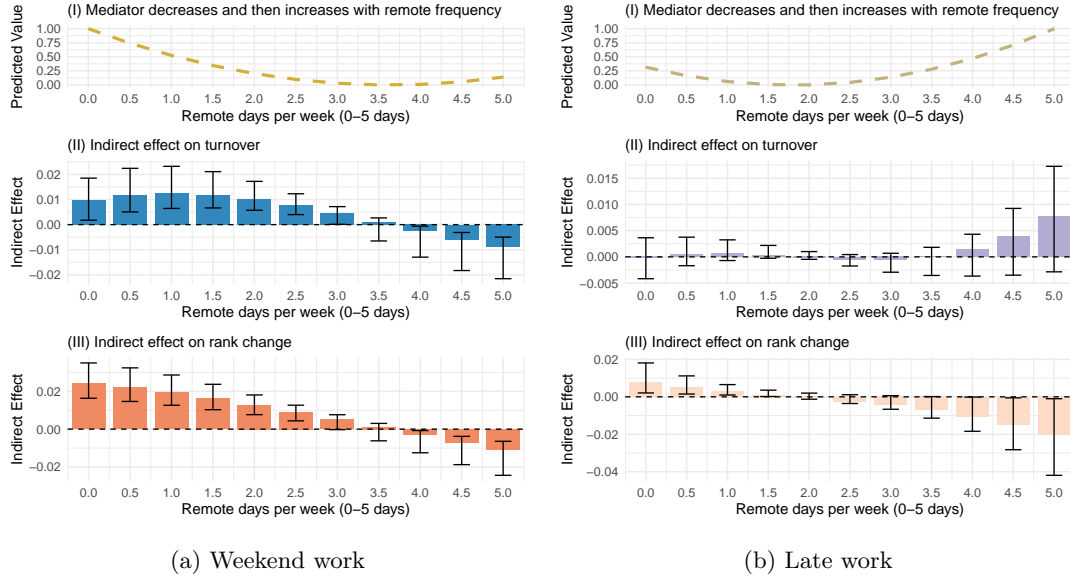 (I) Mediator decreases and then increases with remote frequency
Predicted Value
1.00
0.75
0.50
0.25
0.00
0.0 0.5 1.0 1.5 2.0 2.5 3.0 3.5 4.0 4.5 5.0
Remote days per week (0−5 days)
(II) Indirect effect on turnover
Indirect Effect
0.02
0.01
0.00
−0.01
−0.02
0.0 0.5 1.0 1.5 2.0 2.5 3.0 3.5 4.0 4.5 5.0
Remote days per week (0−5 days)
(III) Indirect effect on rank change
Indirect Effect
0.02
0.00
−0.02
0.0 0.5 1.0 1.5 2.0 2.5 3.0 3.5 4.0 4.5 5.0
Remote days per week (0−5 days)
(a) Weekend work
(I) Mediator decreases and then increases with remote frequency
Predicted Value
1.00
0.75
0.50
0.25
0.00
0.0 0.5 1.0 1.5 2.0 2.5 3.0 3.5 4.0 4.5 5.0
Remote days per week (0−5 days)
(II) Indirect effect on turnover
Indirect Effect
0.015
0.010
0.005
0.000
−0.005
0.0 0.5 1.0 1.5 2.0 2.5 3.0 3.5 4.0 4.5 5.0
Remote days per week (0−5 days)
(III) Indirect effect on rank change
Indirect Effect
0.02
0.00
−0.02
−0.04
0.0 0.5 1.0 1.5 2.0 2.5 3.0 3.5 4.0 4.5 5.0
Remote days per week (0−5 days)
(b) Late work